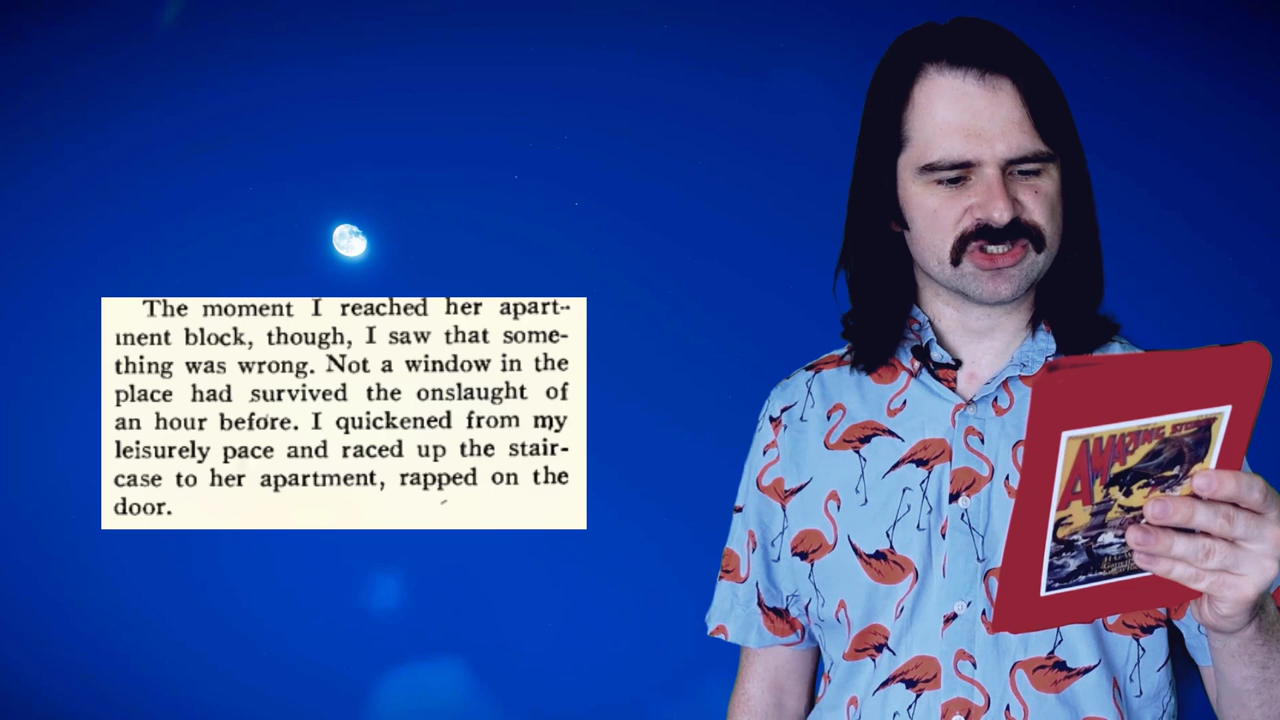 The moment I reached her apart-
ment block, though, I saw that some-
thing was wrong. Not a window in the
place had survived the onslaught of
an hour before. I quickened from my
leisurely pace and raced up the stair-
case to her apartment, rapped on the
door.
AMAZING STORIES